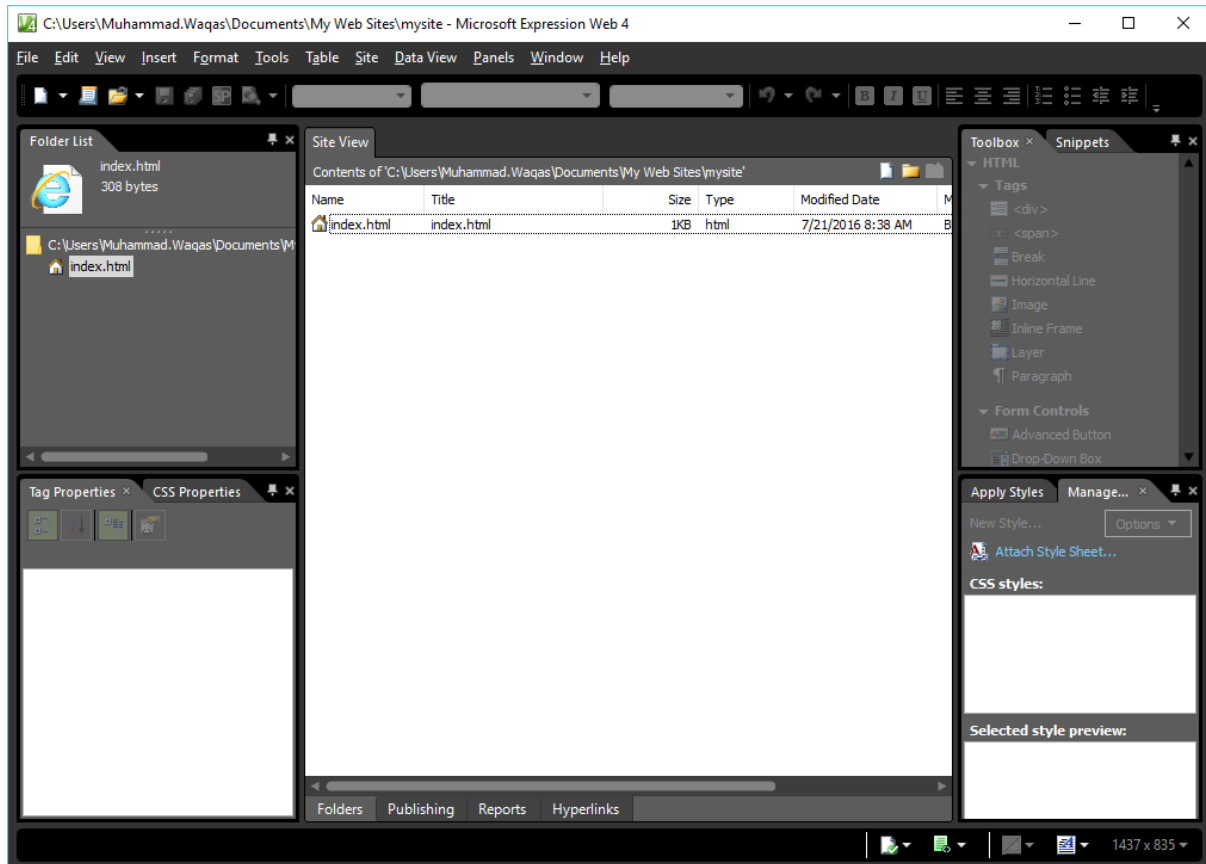 C:\Users\Muhammad.Waqas\Documents\My Web Sites\mysite - Microsoft Expression Web 4
File Edit View Insert Format Tools Table Site Data View Panels Window Help
SP B I U
Folder List
index.html
308 bytes
C:\Users\Muhammad.Waqas\Documents\M
index.html
Tag Properties CSS Properties
Site View
Contents of 'C:\Users\Muhammad.Waqas\Documents\My Web Sites\mysite'
Name Title Size Type Modified Date M
index.html index.html 1KB html 7/21/2016 8:38 AM B
Folders Publishing Reports Hyperlinks
Toolbox Snippets
HTML
Tags
<div>
<span>
Break
Horizontal Line
Image
Inline Frame
Layer
Paragraph
Form Controls
Advanced Button
Drop-Down Box
Apply Styles Manage...
New Style... Options
Attach Style Sheet...
CSS styles:
Selected style preview:
1437 x 835